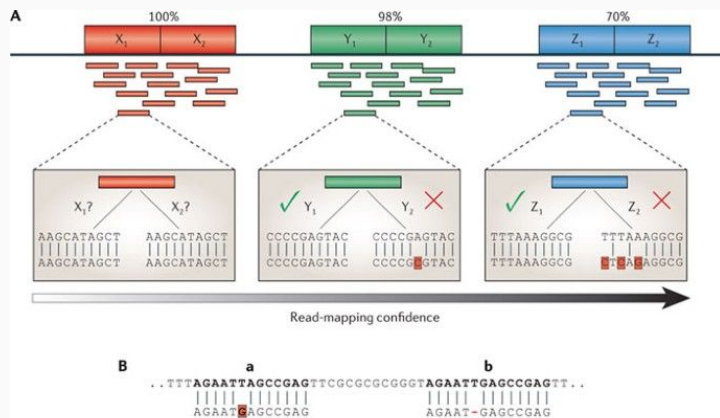 A 100% 98% 70%
X₁ X₂ Y₁ Y₂ Z₁ Z₂
X₁? X₂? ✓ Y₁ Y₂ ✗ ✓ Z₁ Z₂ ✗
AAGCATAGCT AAGCATAGCT CCCCGAGTAC CCCCGAGTAC TTTAAAGGCG TTTAAAGGCG
AAGCATAGCT AAGCATAGCT CCCCGAGTAC CCCCGCGTAC TTTAAAGGCG CTCAGAGGCG
Read-mapping confidence
B a b
..TTTAGAATTAGCCGAGTTCGCGCGCGGGTAGAATTGAGCCGAGTT..
AGAATGAGCCGAG AGAAT-GAGCCGAG